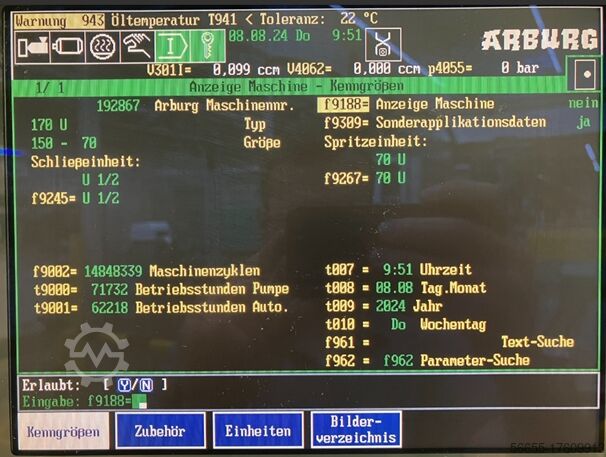 Warnung 943 Öltemperatur T941 < Toleranz: 22 °C
08.08.24 Do 9:51
ARBURG
V301I= 0,099 ccm V4062= 0,000 ccm p4055= 0 bar
1/ 1 Anzeige Maschine - Kenngrößen
192867 Arburg Maschinennr. f9188= Anzeige Maschine nein
170 U Typ f9309= Sonderapplikationsdaten ja
150 - 70 Größe Spritzeinheit:
Schließeinheit: 70 U
U 1/2 f9267= 70 U
f9245= U 1/2
f9002= 14848339 Maschinenzyklen t007 = 9:51 Uhrzeit
t9000= 71732 Betriebsstunden Pumpe t008 = 08.08 Tag.Monat
t9001= 62218 Betriebsstunden Auto. t009 = 2024 Jahr
t010 = Do Wochentag
f961 = Text-Suche
f962 = f962 Parameter-Suche
Erlaubt: [ Y/N ]
Eingabe: f9188=
Kenngrößen Zubehör Einheiten Bilder-
verzeichnis